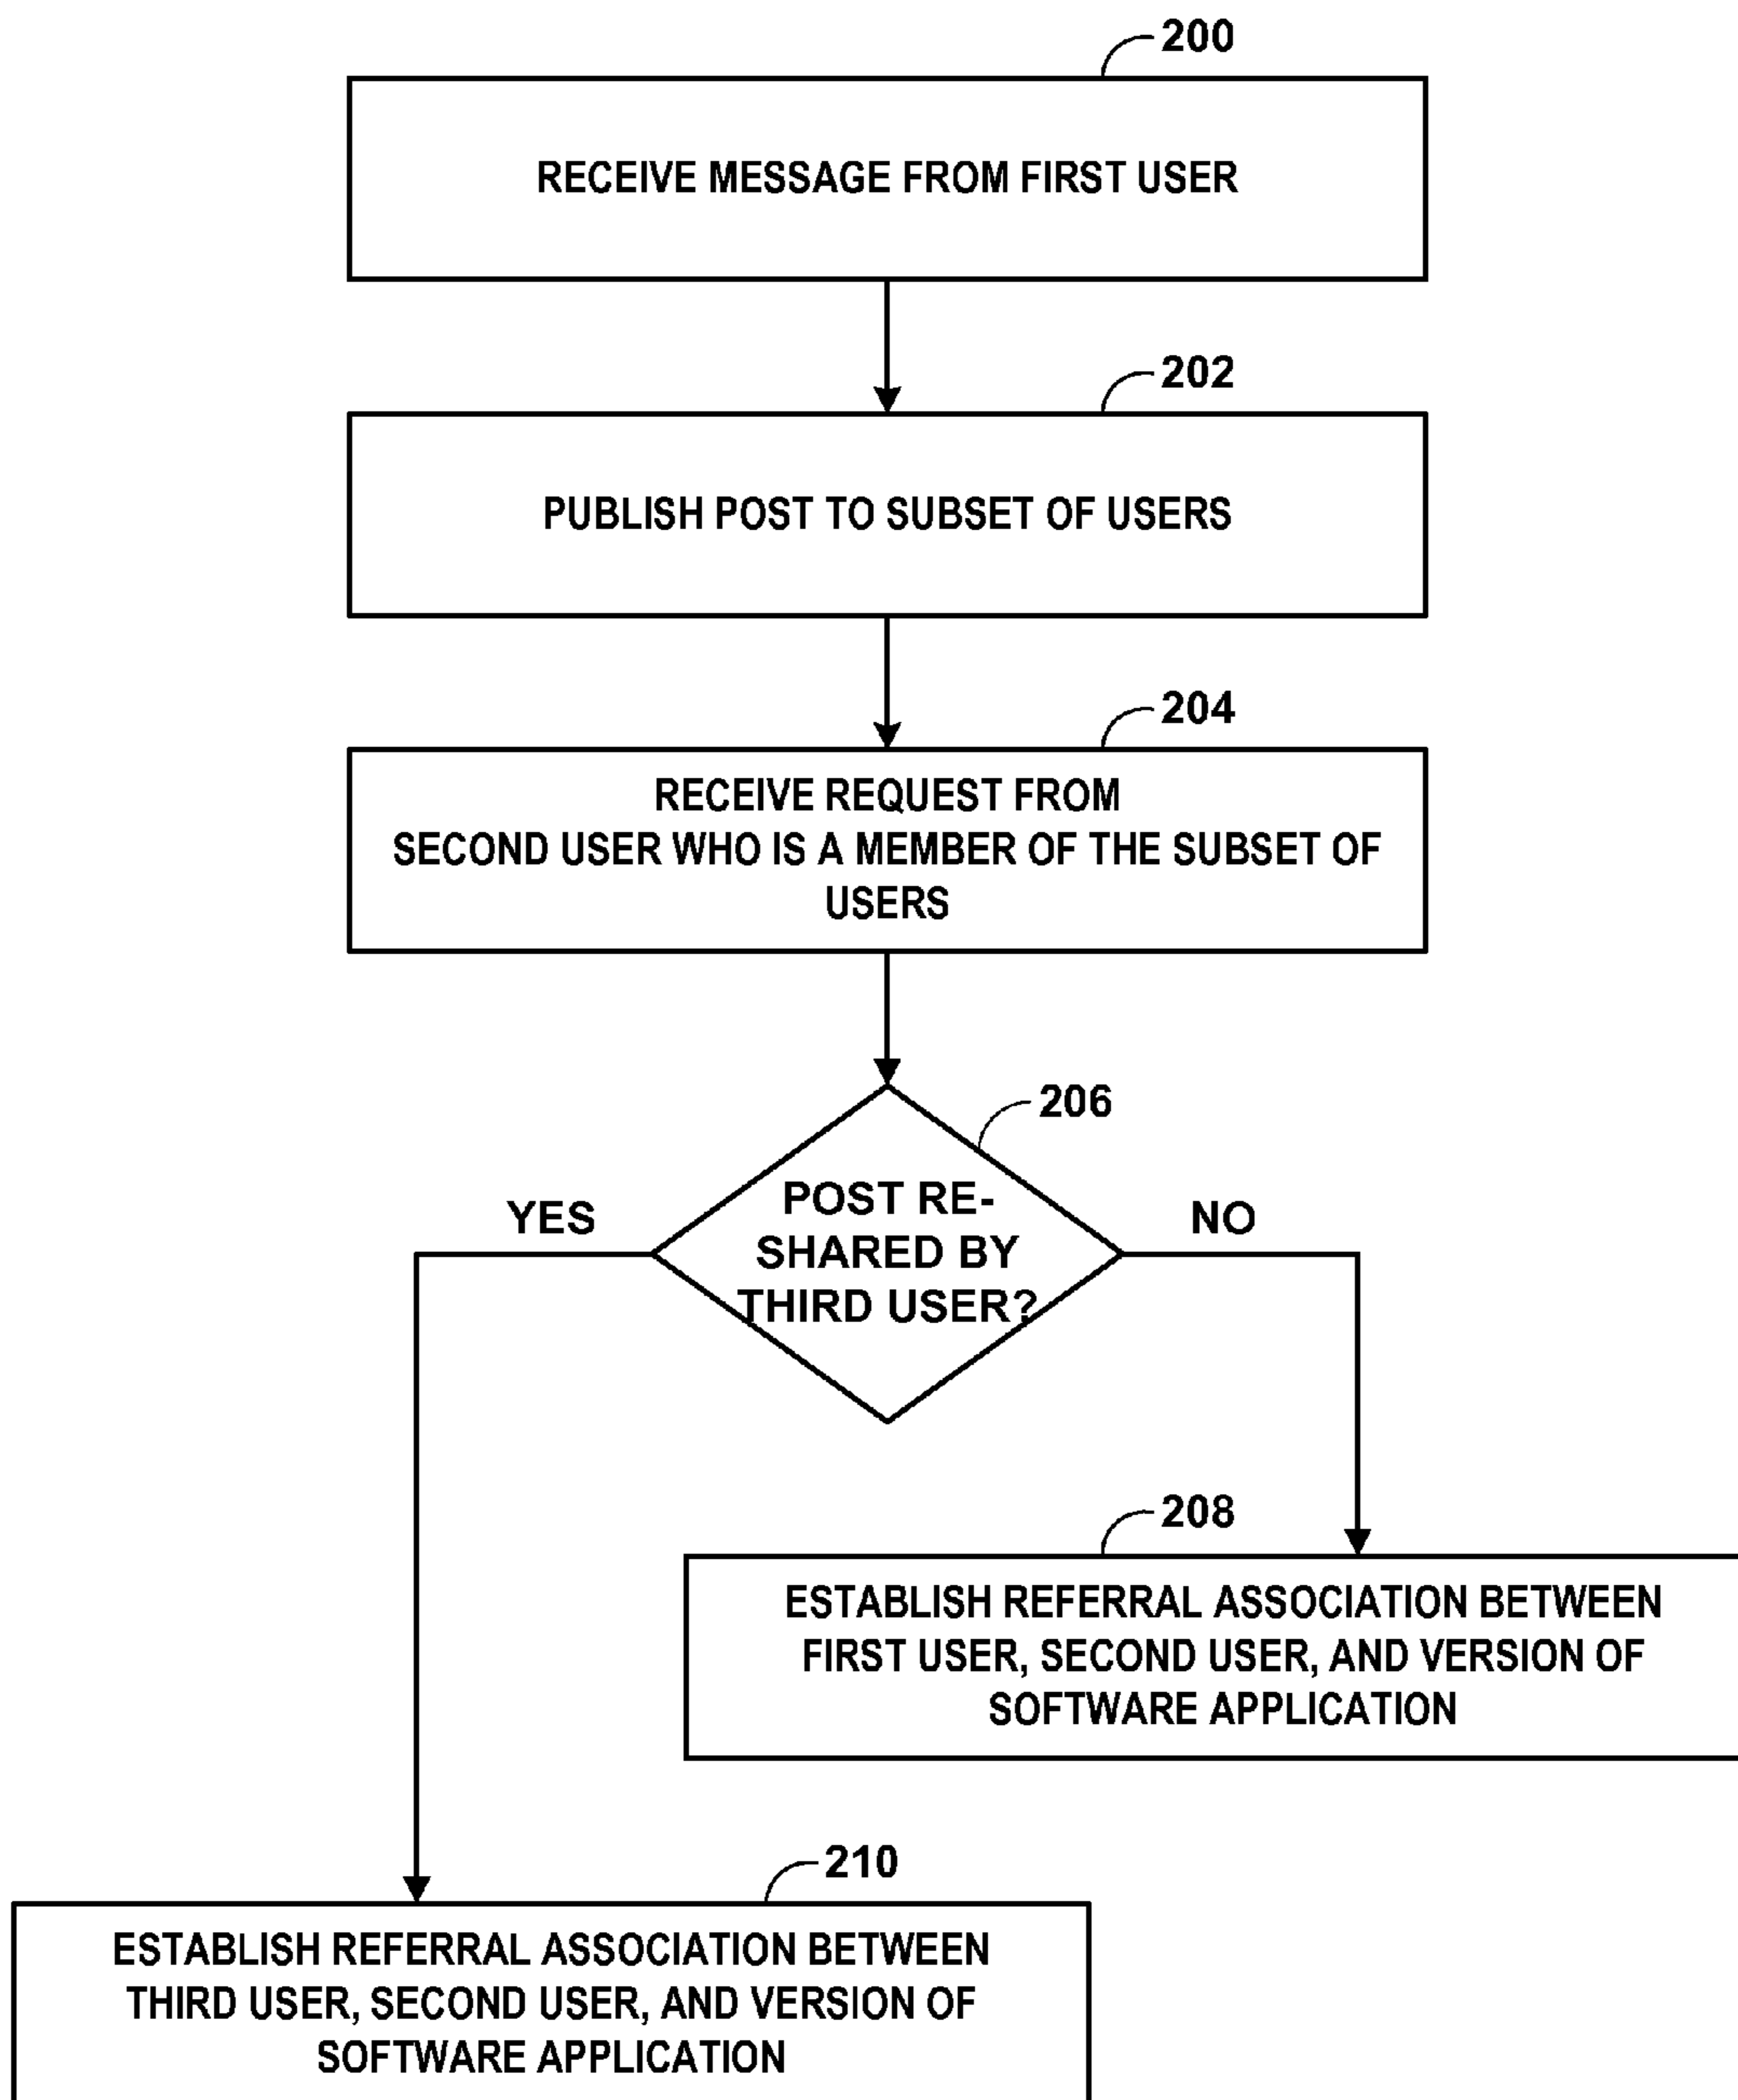 200
RECEIVE MESSAGE FROM FIRST USER
202
PUBLISH POST TO SUBSET OF USERS
204
RECEIVE REQUEST FROM
SECOND USER WHO IS A MEMBER OF THE SUBSET OF
USERS
206
POST RE-
SHARED BY
THIRD USER?
YES
NO
208
ESTABLISH REFERRAL ASSOCIATION BETWEEN
FIRST USER, SECOND USER, AND VERSION OF
SOFTWARE APPLICATION
210
ESTABLISH REFERRAL ASSOCIATION BETWEEN
THIRD USER, SECOND USER, AND VERSION OF
SOFTWARE APPLICATION